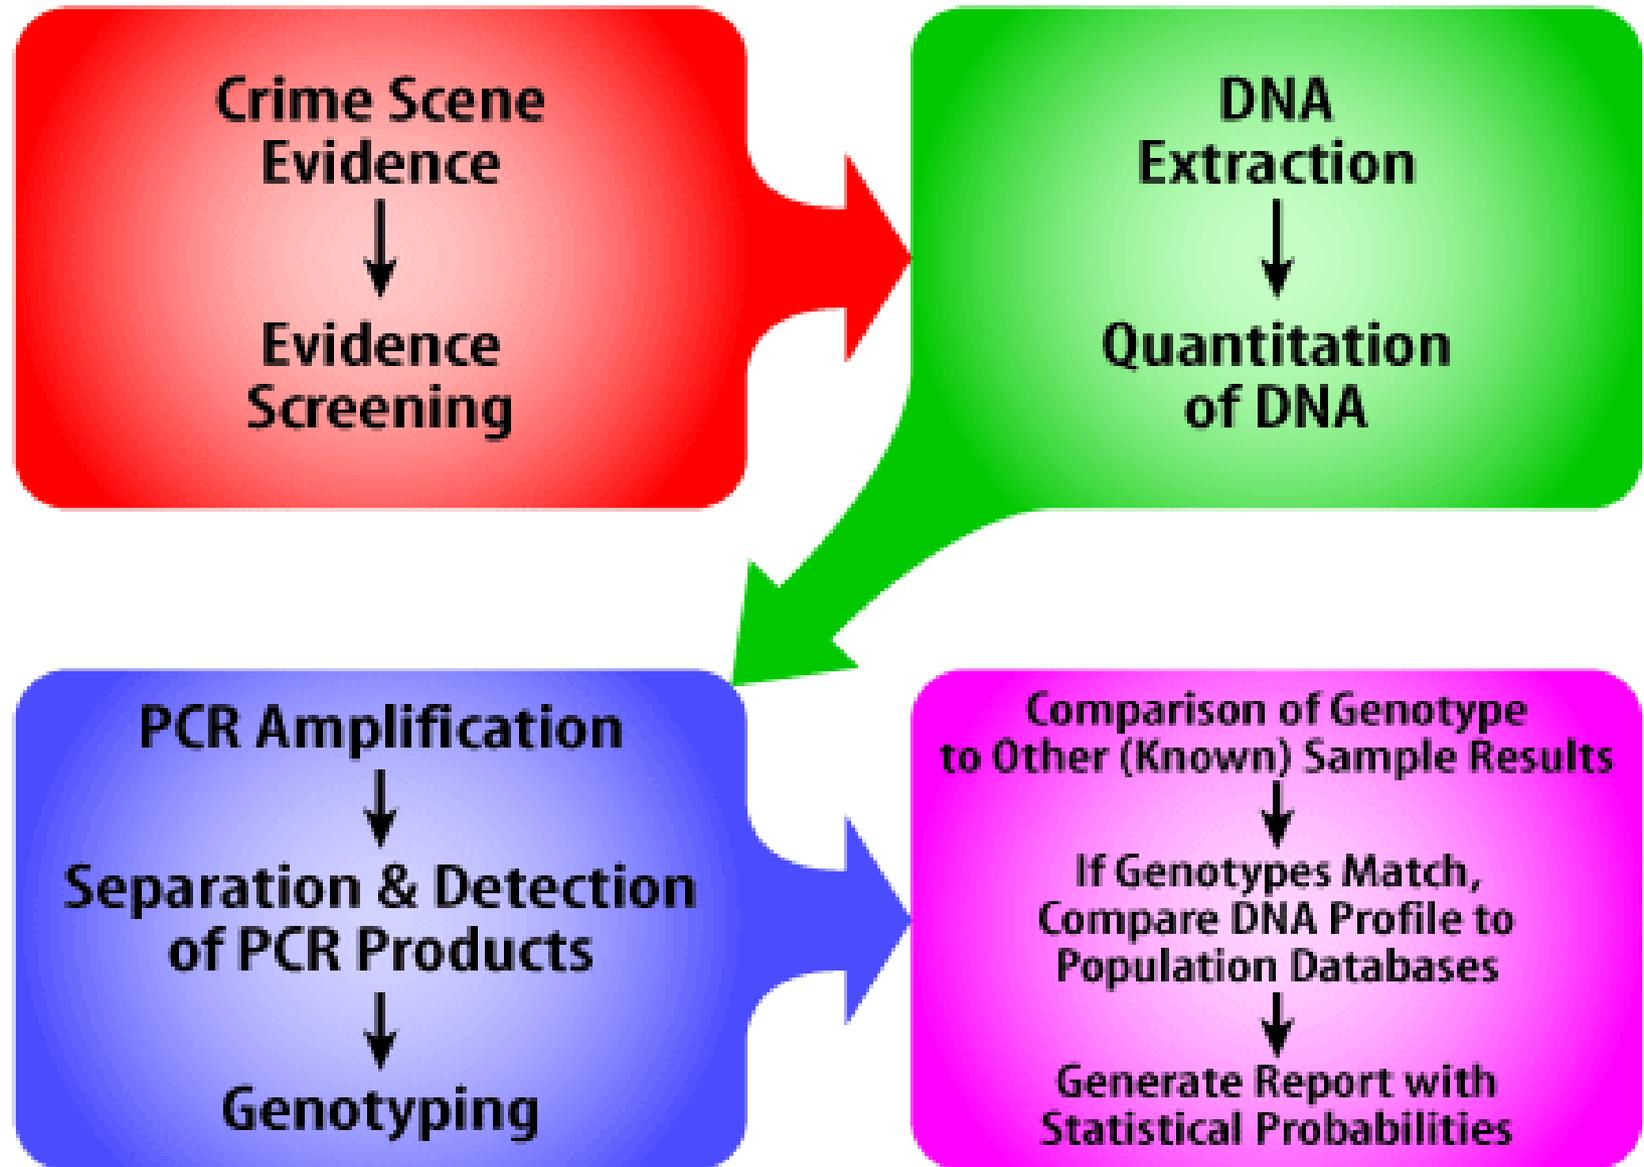 Crime Scene
Evidence
Evidence
Screening
DNA
Extraction
Quantitation
of DNA
PCR Amplification
Separation & Detection
of PCR Products
Genotyping
Comparison of Genotype
to Other (Known) Sample Results
If Genotypes Match,
Compare DNA Profile to
Population Databases
Generate Report with
Statistical Probabilities